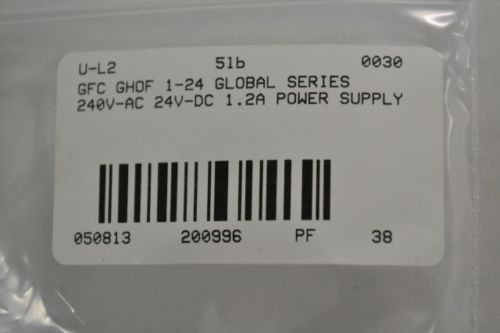 U-L2 5lb 0030
GFC GHOF 1-24 GLOBAL SERIES
240V-AC 24V-DC 1.2A POWER SUPPLY
050813 200996 PF 38